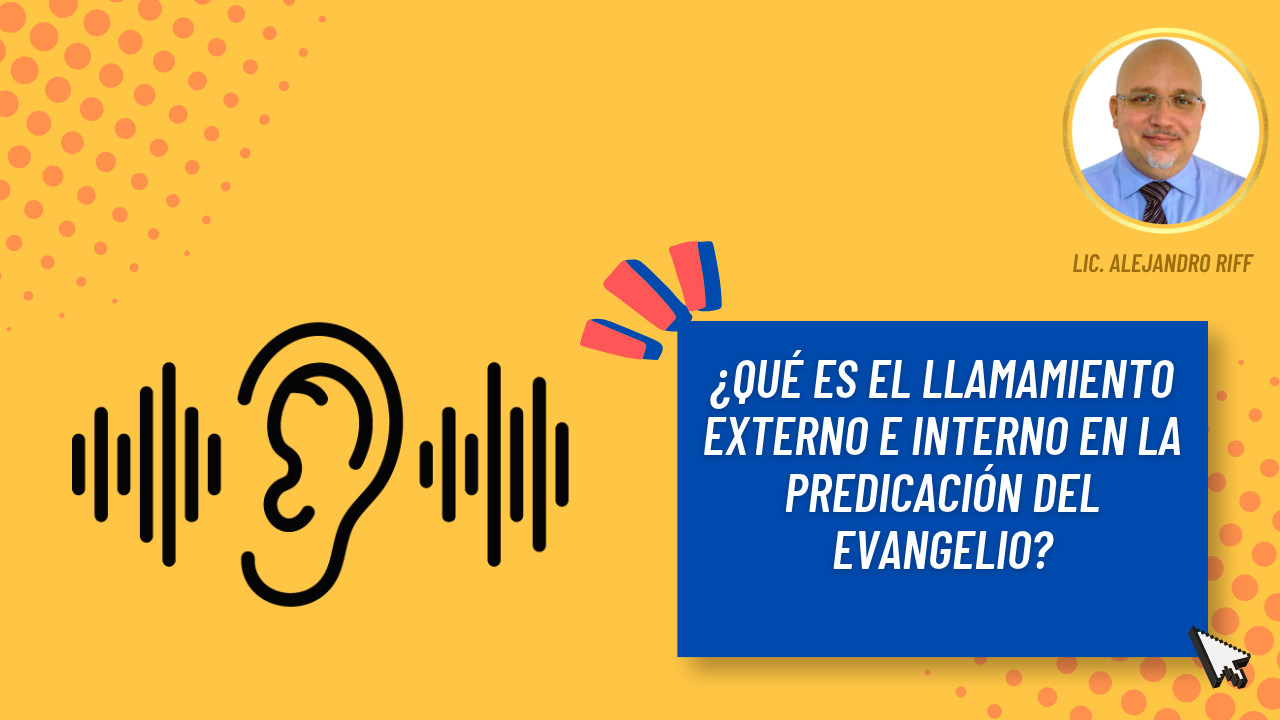 LIC. ALEJANDRO RIFF
¿QUÉ ES EL LLAMAMIENTO
EXTERNO E INTERNO EN LA
PREDICACIÓN DEL
EVANGELIO?